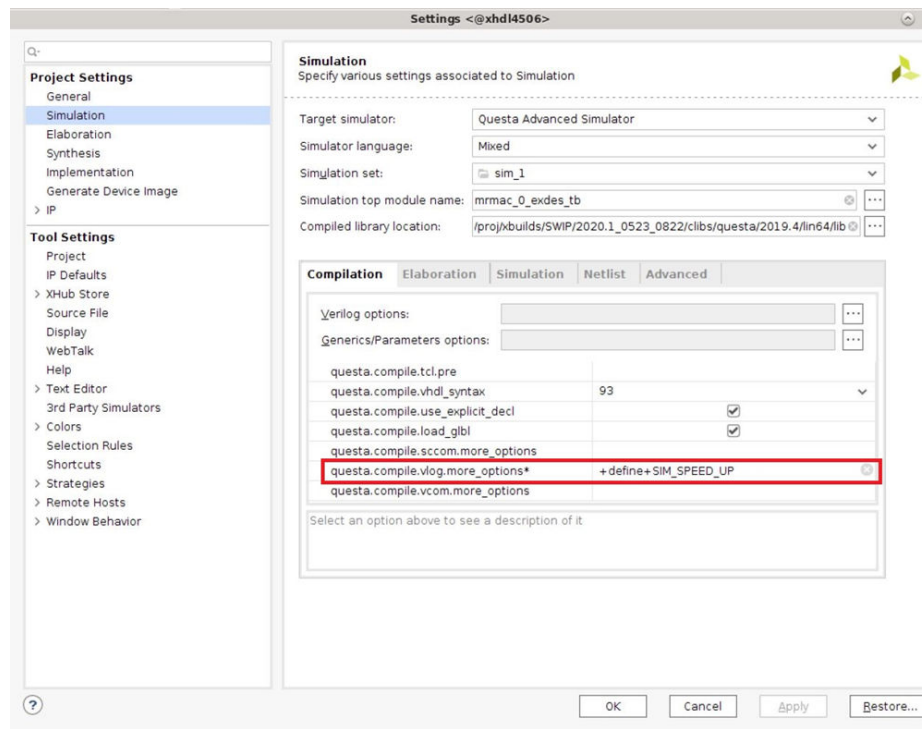 Settings <@xhdl4506>
Project Settings
General
Simulation
Elaboration
Synthesis
Implementation
Generate Device Image
> IP
Tool Settings
Project
IP Defaults
> XHub Store
Source File
Display
WebTalk
Help
> Text Editor
3rd Party Simulators
> Colors
Selection Rules
Shortcuts
> Strategies
> Remote Hosts
> Window Behavior
Simulation
Specify various settings associated to Simulation
Target simulator: Questa Advanced Simulator
Simulator language: Mixed
Simulation set: sim_1
Simulation top module name: mrmac_0_exdes_tb ...
Compiled library location: /proj/xbuilds/SWIP/2020.1_0523_0822/clibs/questa/2019.4/lin64/lib ...
Compilation Elaboration Simulation Netlist Advanced
Verilog options: ...
Generics/Parameters options: ...
questa.compile.tcl.pre
questa.compile.vhdl_syntax 93
questa.compile.use_explicit_decl
questa.compile.load_glbl
questa.compile.sccom.more_options
questa.compile.vlog.more_options* +define+SIM_SPEED_UP
questa.compile.vcom.more_options
Select an option above to see a description of it
? OK Cancel Apply Restore...